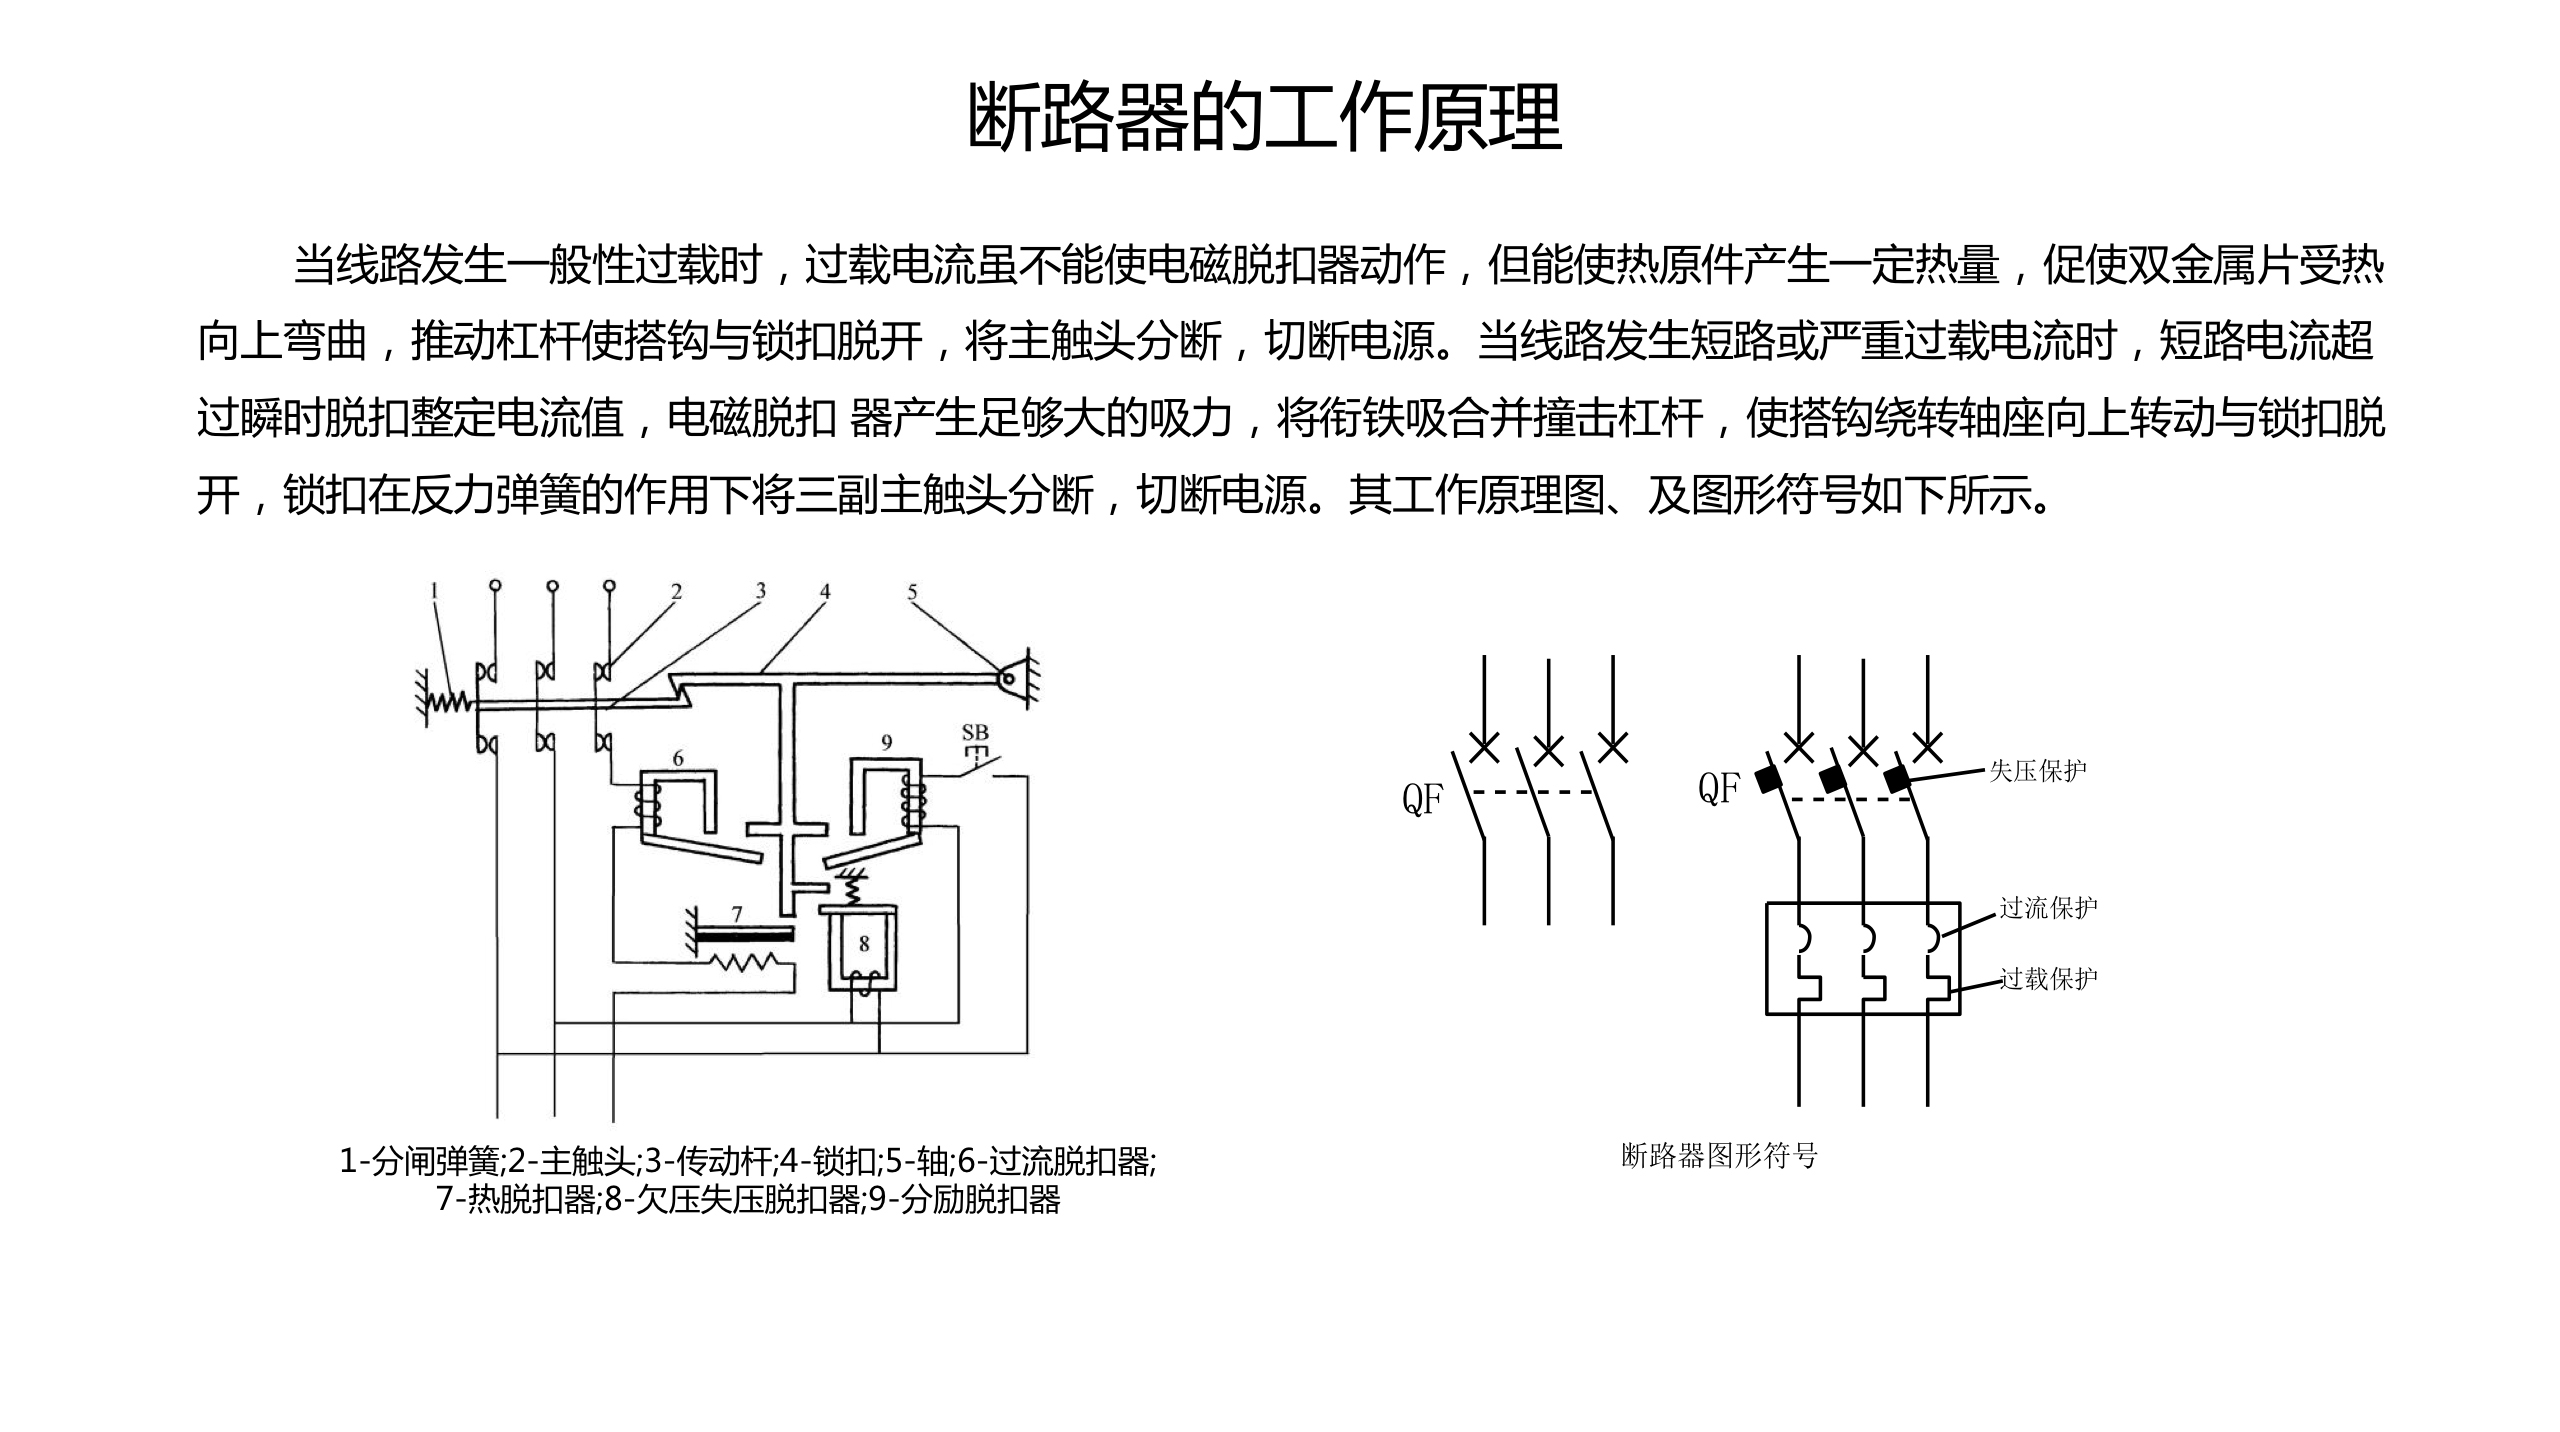 断路器的工作原理
当线路发生一般性过载时，过载电流虽不能使电磁脱扣器动作，但能使热原件产生一定热量，促使双金属片受热
向上弯曲，推动杠杆使搭钩与锁扣脱开，将主触头分断，切断电源。当线路发生短路或严重过载电流时，短路电流超
过瞬时脱扣整定电流值，电磁脱扣 器产生足够大的吸力，将衔铁吸合并撞击杠杆，使搭钩绕转轴座向上转动与锁扣脱
开，锁扣在反力弹簧的作用下将三副主触头分断，切断电源。其工作原理图、及图形符号如下所示。
1
2
3
4
5
SB
9
6
7
8
1-分闸弹簧;2-主触头;3-传动杆;4-锁扣;5-轴;6-过流脱扣器;
7-热脱扣器;8-欠压失压脱扣器;9-分励脱扣器
QF
QF
失压保护
过流保护
过载保护
断路器图形符号